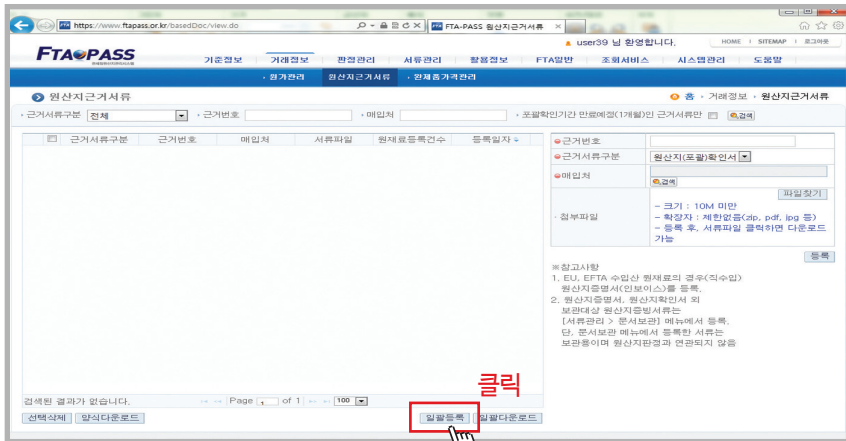 https://www.ftapass.or.kr/basedDoc/view.do
FTA-PASS 원산지근거서류
FTA PASS
user39 님 환영합니다.
HOME | SITEMAP | 로그아웃
기준정보 거래정보 판정관리 서류관리 활용정보 FTA일반 조회서비스 시스템관리 도움말
· 원가관리 원산지근거서류 · 완제품가격관리
원산지근거서류
홈 · 거래정보 · 원산지근거서류
근거서류구분 전체 · 근거번호 · 매입처 · 포괄확인기간 만료예정(1개월)인 근거서류만 검색
근거서류구분 근거번호 매입처 서류파일 원재료등록건수 등록일자
근거번호
근거서류구분 원산지(포괄)확인서
매입처
검색
파일찾기
· 첨부파일
- 크기 : 10M 미만
- 확장자 : 제한없음(zip, pdf, jpg 등)
- 등록 후, 서류파일 클릭하면 다운로드
가능
등록
※참고사항
1. EU, EFTA 수입산 원재료의 경우(직수입)
원산지증명서(인보이스)를 등록.
2. 원산지증명서, 원산지확인서 외
보관대상 원산지증빙서류는
[서류관리 > 문서보관] 메뉴에서 등록.
단, 문서보관 메뉴에서 등록한 서류는
보관용이며 원산지판정과 연관되지 않음
클릭
검색된 결과가 없습니다.
Page 1 of 1 100
선택삭제 양식다운로드 일괄등록 일괄다운로드